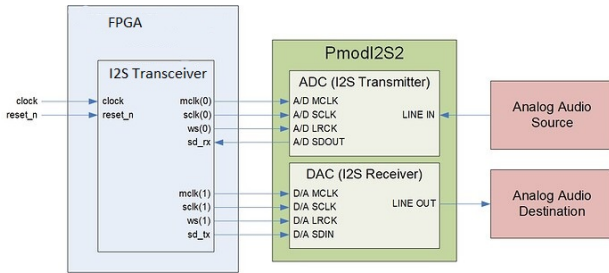 FPGA
I2S Transceiver
clock
reset_n
clock
reset_n
mclk(0)
sclk(0)
ws(0)
sd_rx
mclk(1)
sclk(1)
ws(1)
sd_tx
PmodI2S2
ADC (I2S Transmitter)
A/D MCLK
A/D SCLK
A/D LRCK
A/D SDOUT
LINE IN
DAC (I2S Receiver)
D/A MCLK
D/A SCLK
D/A LRCK
D/A SDIN
LINE OUT
Analog Audio
Source
Analog Audio
Destination